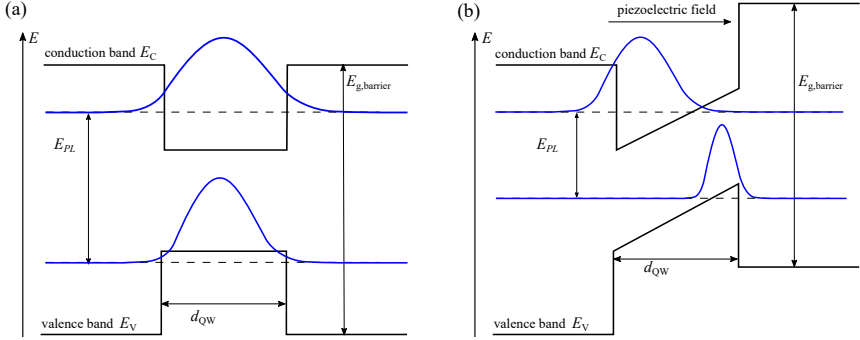 (a)
E
conduction band E_C
E_g,barrier
E_PL
d_QW
valence band E_V
(b)
piezoelectric field
E
conduction band E_C
E_g,barrier
E_PL
d_QW
valence band E_V